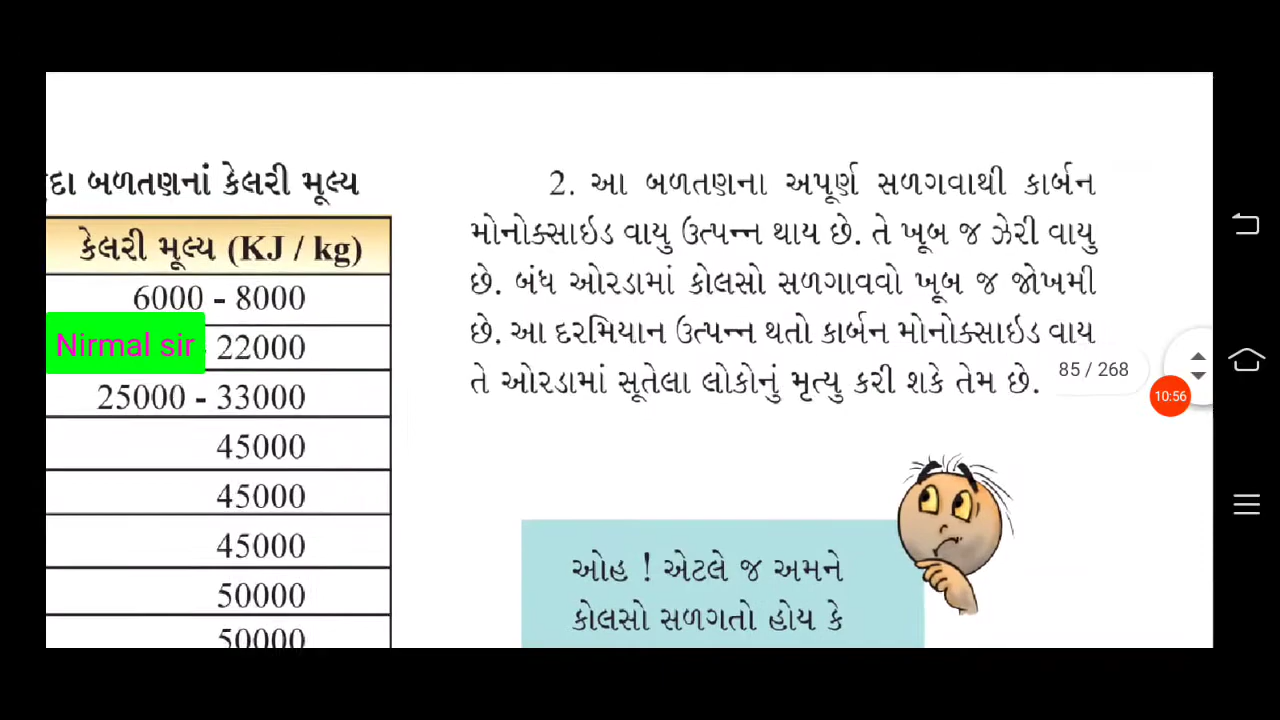 બળતણનાં કેલરી મૂલ્ય
કેલરી મૂલ્ય (KJ / kg)
6000 - 8000
Nirmal sir
22000
25000 - 33000
45000
45000
45000
50000
50000
2. આ બળતણના અપૂર્ણ સળગવાથી કાર્બન
મોનોક્સાઇડ વાયુ ઉત્પન્ન થાય છે. તે ખૂબ જ ઝેરી વાયુ
છે. બંધ ઓરડામાં કોલસો સળગાવવો ખૂબ જ જોખમી
છે. આ દરમિયાન ઉત્પન્ન થતો કાર્બન મોનોક્સાઇડ વાય
તે ઓરડામાં સૂતેલા લોકોનું મૃત્યુ કરી શકે તેમ છે.
85 / 268
10:56
ઓહ ! એટલે જ અમને
કોલસો સળગતો હોય કે